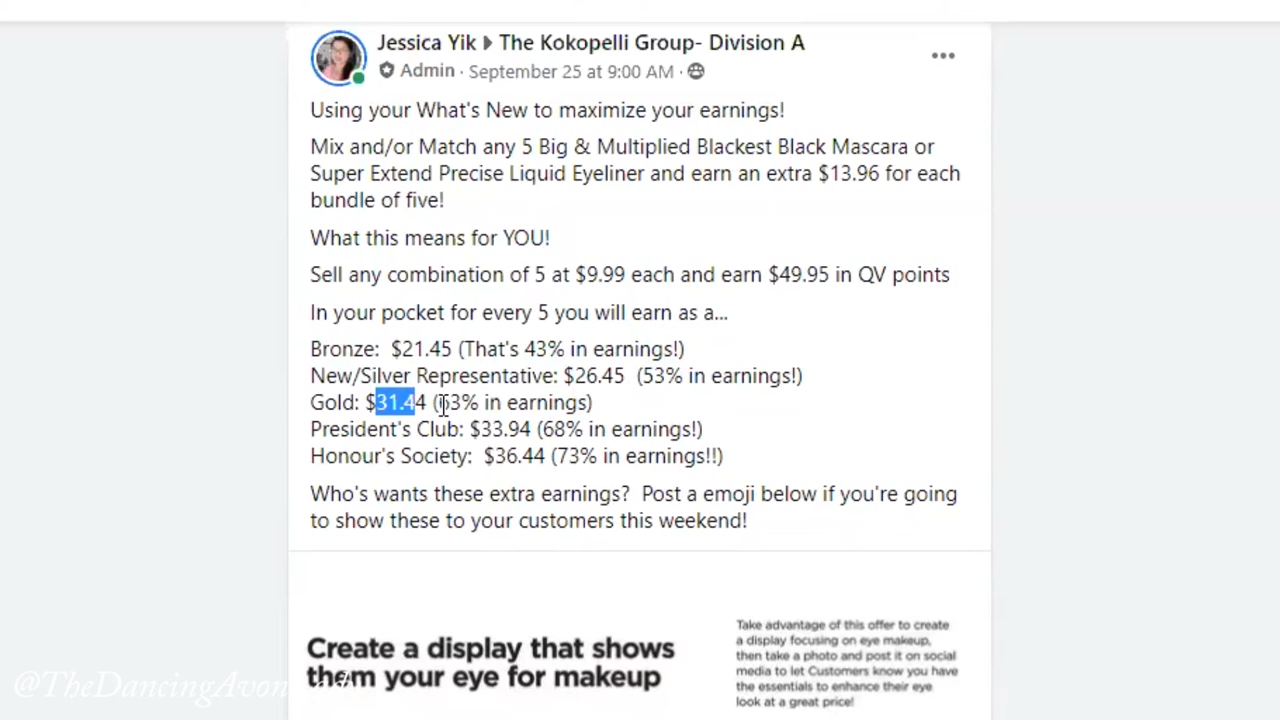 Jessica Yik ▶ The Kokopelli Group- Division A
Admin · September 25 at 9:00 AM ·
Using your What's New to maximize your earnings!
Mix and/or Match any 5 Big & Multiplied Blackest Black Mascara or
Super Extend Precise Liquid Eyeliner and earn an extra $13.96 for each
bundle of five!
What this means for YOU!
Sell any combination of 5 at $9.99 each and earn $49.95 in QV points
In your pocket for every 5 you will earn as a...
Bronze: $21.45 (That's 43% in earnings!)
New/Silver Representative: $26.45 (53% in earnings!)
Gold: $31.44 (63% in earnings)
President's Club: $33.94 (68% in earnings!)
Honour's Society: $36.44 (73% in earnings!!)
Who's wants these extra earnings? Post a emoji below if you're going
to show these to your customers this weekend!
Create a display that shows
them your eye for makeup
Take advantage of this offer to create
a display focusing on eye makeup,
then take a photo and post it on social
media to let Customers know you have
the essentials to enhance their eye
look at a great price!